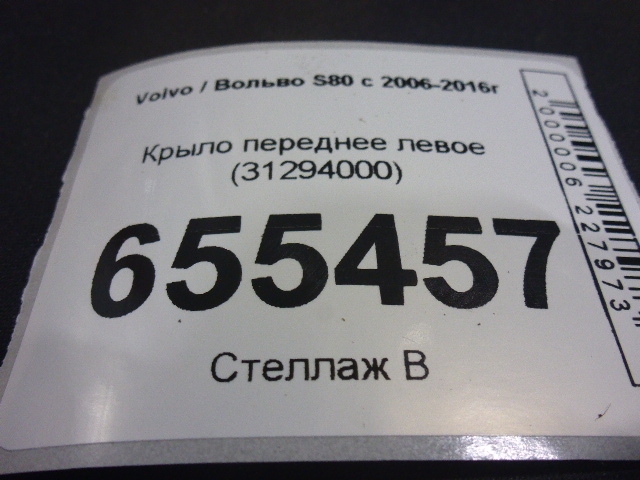 Volvo / Вольво S80 с 2006-2016г
Крыло переднее левое
(31294000)
655457
Стеллаж В
2000006227973